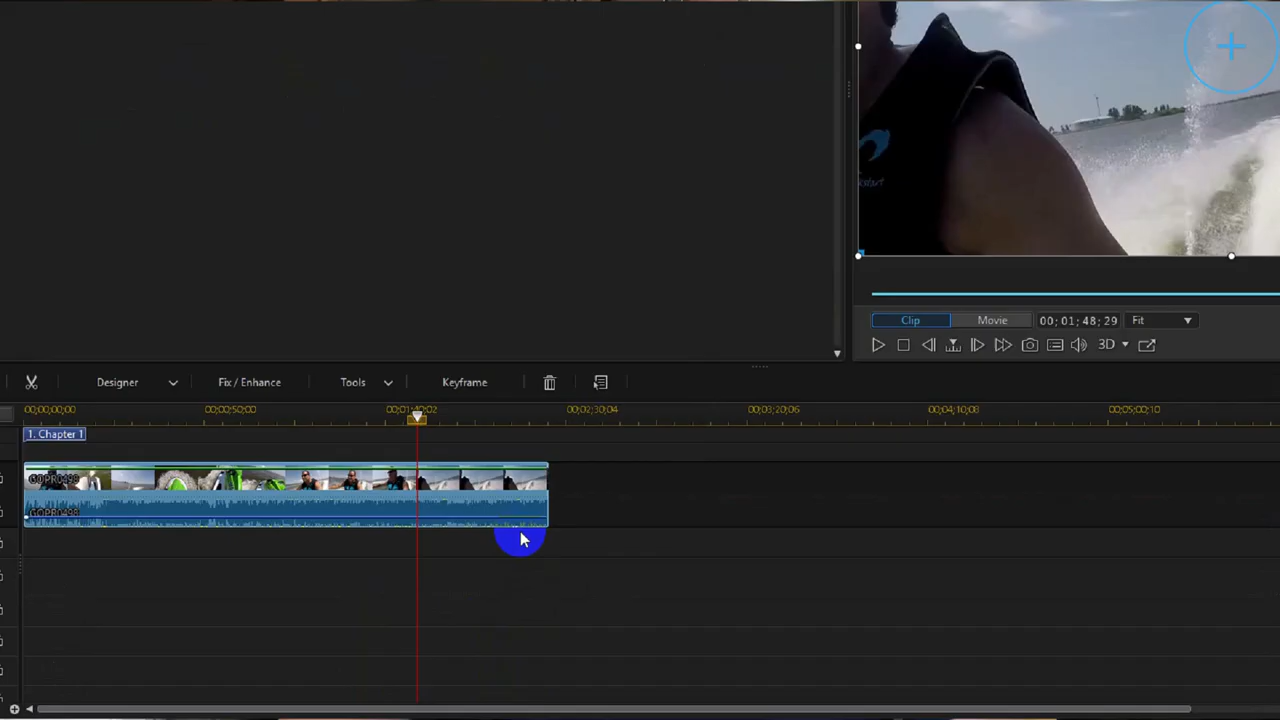 Clip
Movie
00; 01; 48; 29
Fit
3D
Designer
Fix / Enhance
Tools
Keyframe
00;00;00;00
00;00;50;00
00;01;40;02
00;02;30;04
00;03;20;06
00;04;10;08
00;05;00;10
1. Chapter 1
GOPR0498
GOPR0498